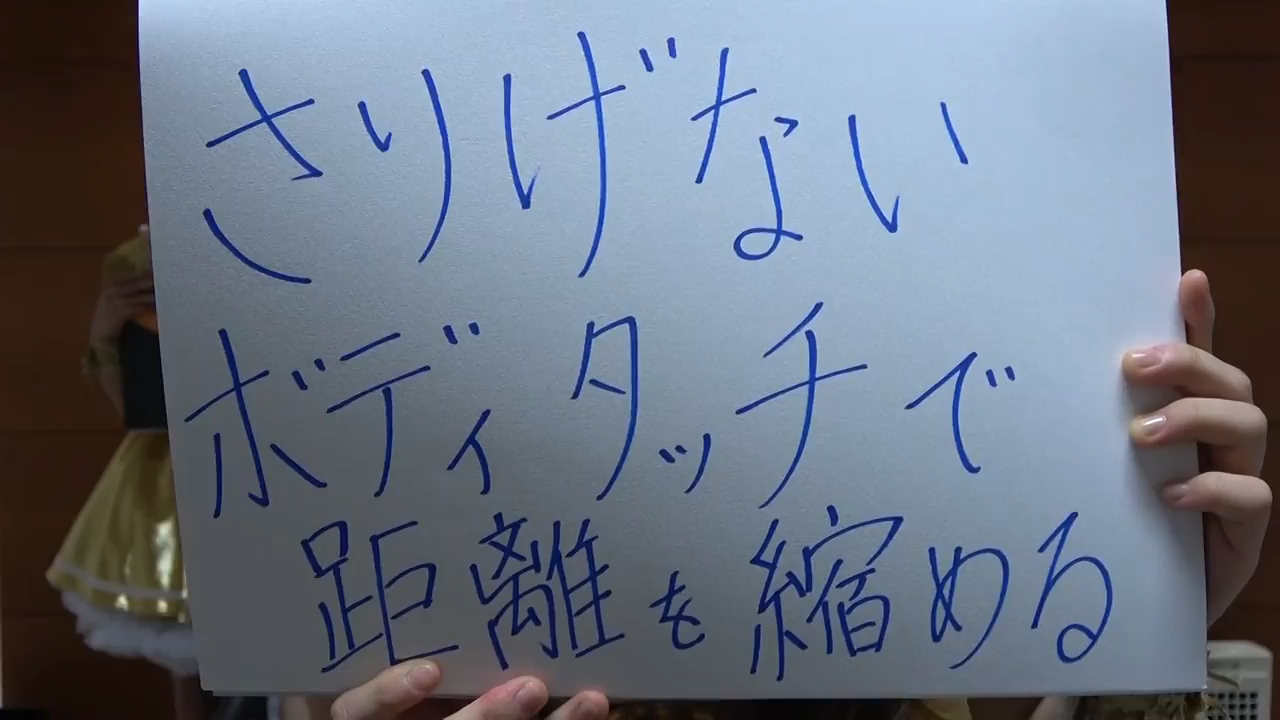 さりげない
ボディタッチで
距離を縮める